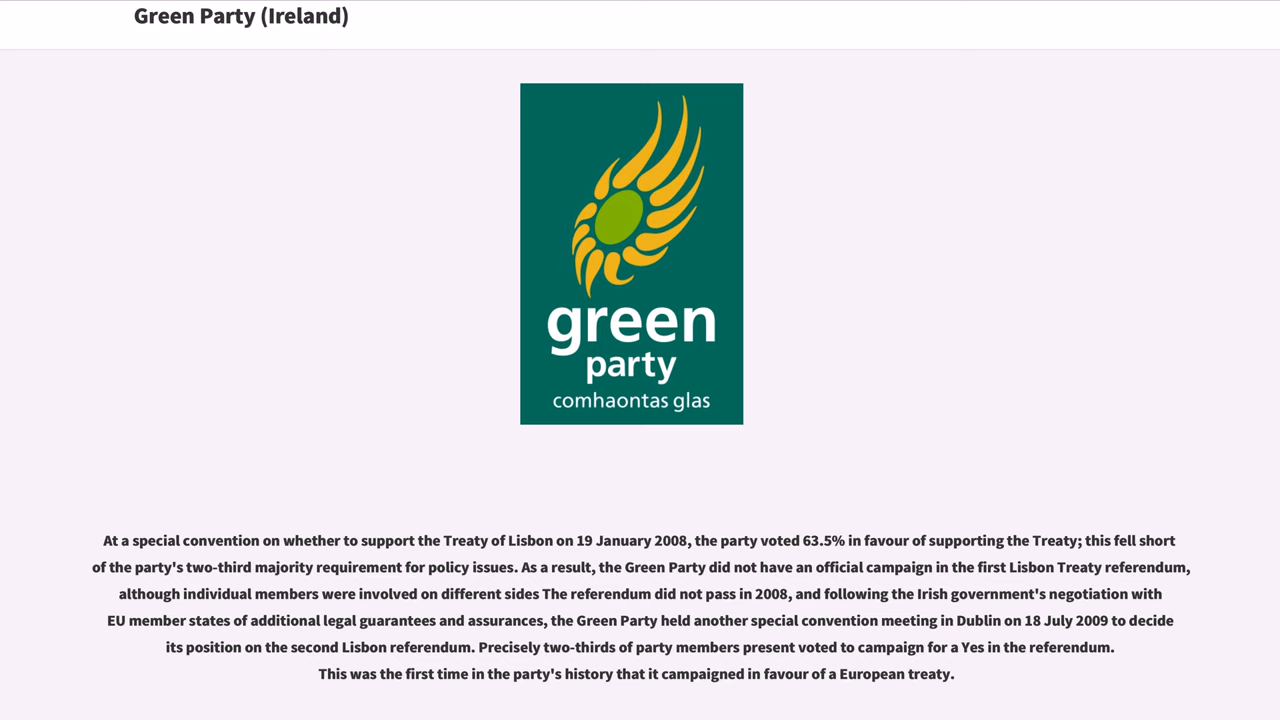 Green Party (Ireland)
green
party
comhaontas glas
At a special convention on whether to support the Treaty of Lisbon on 19 January 2008, the party voted 63.5% in favour of supporting the Treaty; this fell short
of the party's two-third majority requirement for policy issues. As a result, the Green Party did not have an official campaign in the first Lisbon Treaty referendum,
although individual members were involved on different sides The referendum did not pass in 2008, and following the Irish government's negotiation with
EU member states of additional legal guarantees and assurances, the Green Party held another special convention meeting in Dublin on 18 July 2009 to decide
its position on the second Lisbon referendum. Precisely two-thirds of party members present voted to campaign for a Yes in the referendum.
This was the first time in the party's history that it campaigned in favour of a European treaty.